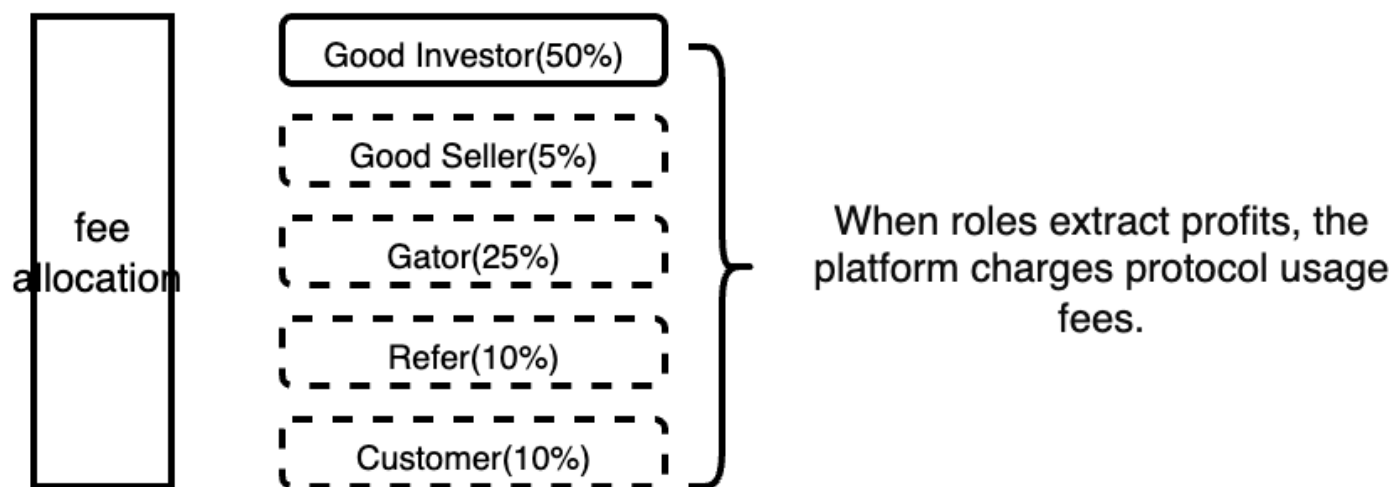 fee
allocation
Good Investor(50%)
Good Seller(5%)
Gator(25%)
Refer(10%)
Customer(10%)
When roles extract profits, the
platform charges protocol usage
fees.